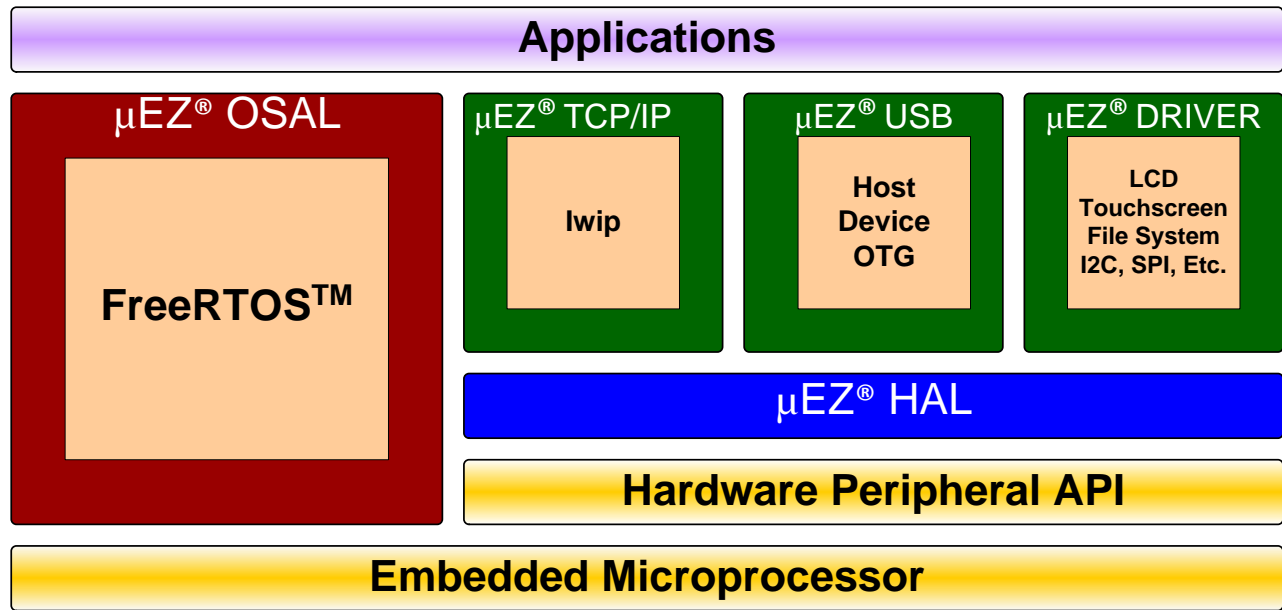 Applications
µEZ® OSAL
FreeRTOS™
µEZ® TCP/IP
lwip
µEZ® USB
Host
Device
OTG
µEZ® DRIVER
LCD
Touchscreen
File System
I2C, SPI, Etc.
µEZ® HAL
Hardware Peripheral API
Embedded Microprocessor